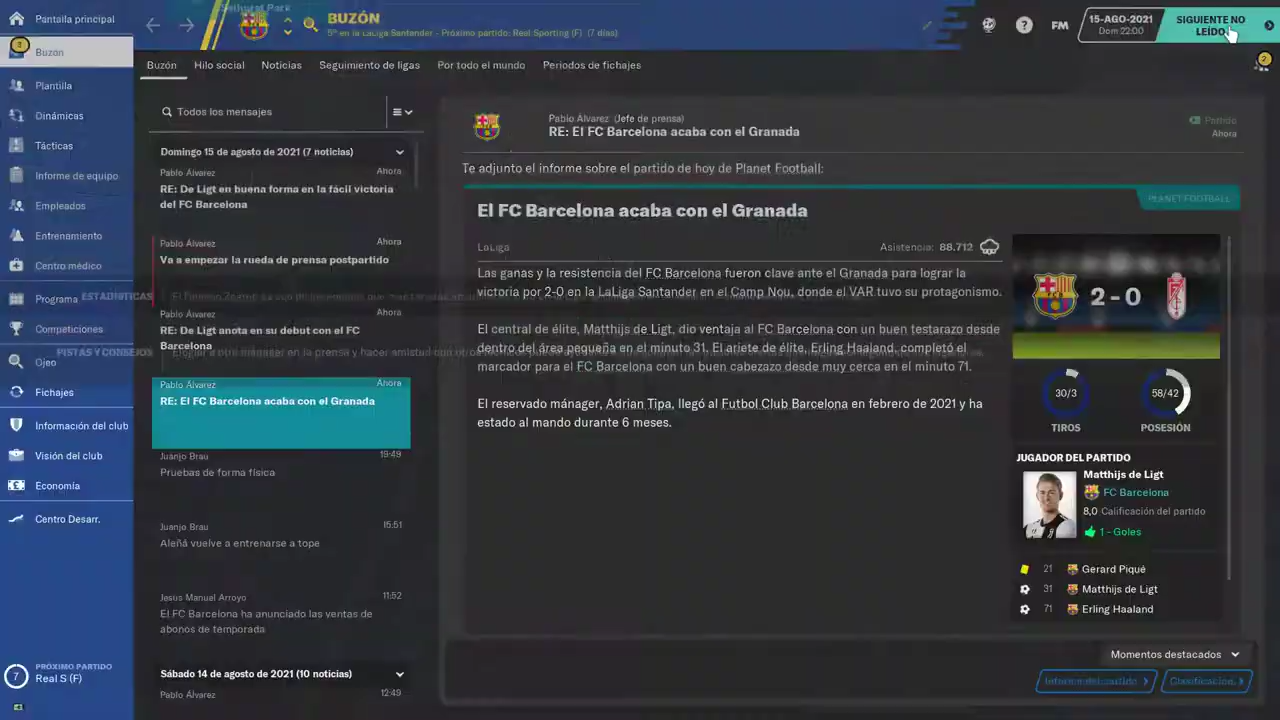 Pantalla principal
Buzón
Plantilla
Dinámicas
Tácticas
Informe de equipo
Empleados
Entrenamiento
Centro médico
Programa
Competiciones
Ojeo
Fichajes
Información del club
Visión del club
Economía
Centro Desarr.
PRÓXIMO PARTIDO
7
Real S (F)
BUZÓN
5º en la LaLiga Santander - Próximo partido: Real Sporting (F) (7 días)
FM
15-AGO-2021
Dom 22:00
SIGUIENTE NO
LEÍDO
Buzón
Hilo social
Noticias
Seguimiento de ligas
Por todo el mundo
Periodos de fichajes
2
Todos los mensajes
Domingo 15 de agosto de 2021 (7 noticias)
Pablo Álvarez Ahora
RE: De Ligt en buena forma en la fácil victoria
del FC Barcelona
Pablo Álvarez Ahora
Va a empezar la rueda de prensa postpartido
ESTADÍSTICAS
Pablo Álvarez Ahora
RE: De Ligt anota en su debut con el FC
Barcelona
PISTAS Y CONSEJOS
Pablo Álvarez Ahora
RE: El FC Barcelona acaba con el Granada
Juanjo Brau 19:49
Pruebas de forma física
Juanjo Brau 15:51
Aleñá vuelve a entrenarse a tope
Jesus Manuel Arroyo 11:52
El FC Barcelona ha anunciado las ventas de
abonos de temporada
Sábado 14 de agosto de 2021 (10 noticias)
Pablo Álvarez 12:49
Pablo Álvarez (Jefe de prensa)
RE: El FC Barcelona acaba con el Granada
Partido
Ahora
Te adjunto el informe sobre el partido de hoy de Planet Football:
PLANET FOOTBALL
El FC Barcelona acaba con el Granada
LaLiga
Asistencia: 88.712
Las ganas y la resistencia del FC Barcelona fueron clave ante el Granada para lograr la
victoria por 2-0 en la LaLiga Santander en el Camp Nou, donde el VAR tuvo su protagonismo.
El central de élite, Matthijs de Ligt, dio ventaja al FC Barcelona con un buen testarazo desde
dentro del área pequeña en el minuto 31. El ariete de élite, Erling Haaland, completó el
marcador para el FC Barcelona con un buen cabezazo desde muy cerca en el minuto 71.
El reservado mánager, Adrian Tipa, llegó al Futbol Club Barcelona en febrero de 2021 y ha
estado al mando durante 6 meses.
2 - 0
30/3
TIROS
58/42
POSESIÓN
JUGADOR DEL PARTIDO
Matthijs de Ligt
FC Barcelona
8,0 Calificación del partido
1 - Goles
21 Gerard Piqué
31 Matthijs de Ligt
71 Erling Haaland
Momentos destacados
Informe del partido
Clasificación